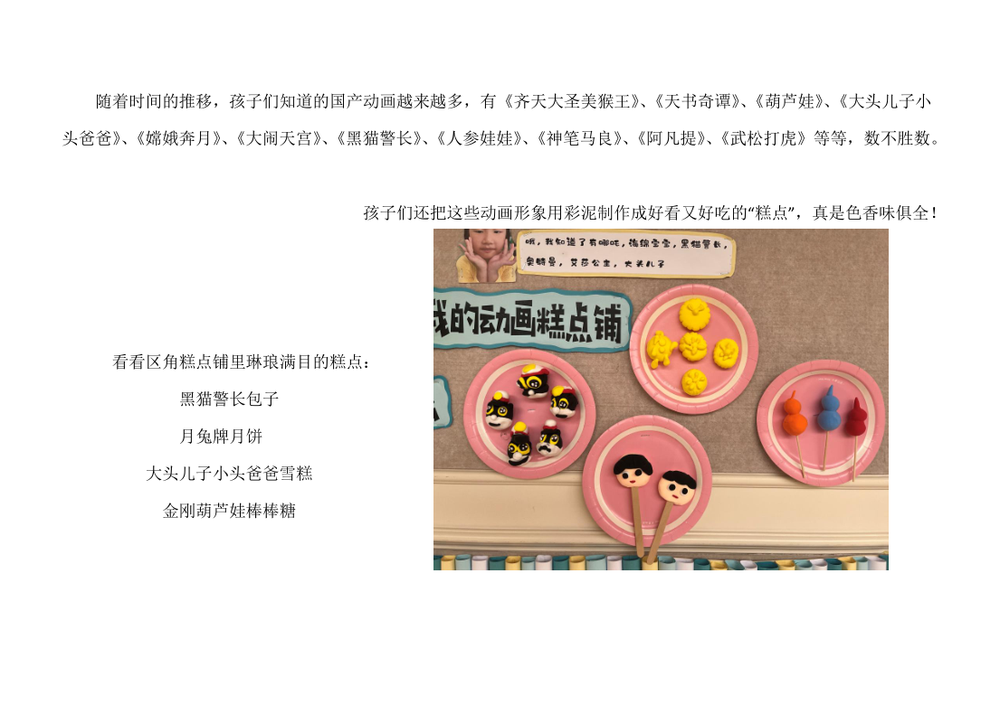 随着时间的推移，孩子们知道的国产动画越来越多，有《齐天大圣美猴王》、《天书奇谭》、《葫芦娃》、《大头儿子小
头爸爸》、《嫦娥奔月》、《大闹天宫》、《黑猫警长》、《人参娃娃》、《神笔马良》、《阿凡提》、《武松打虎》等等，数不胜数。
孩子们还把这些动画形象用彩泥制作成好看又好吃的“糕点”，真是色香味俱全！
哦，我知道了有哪吒，海绵宝宝，黑猫警长，
奥特曼，艾莎公主，大头儿子
我的动画糕点铺
看看区角糕点铺里琳琅满目的糕点：
黑猫警长包子
月兔牌月饼
大头儿子小头爸爸雪糕
金刚葫芦娃棒棒糖